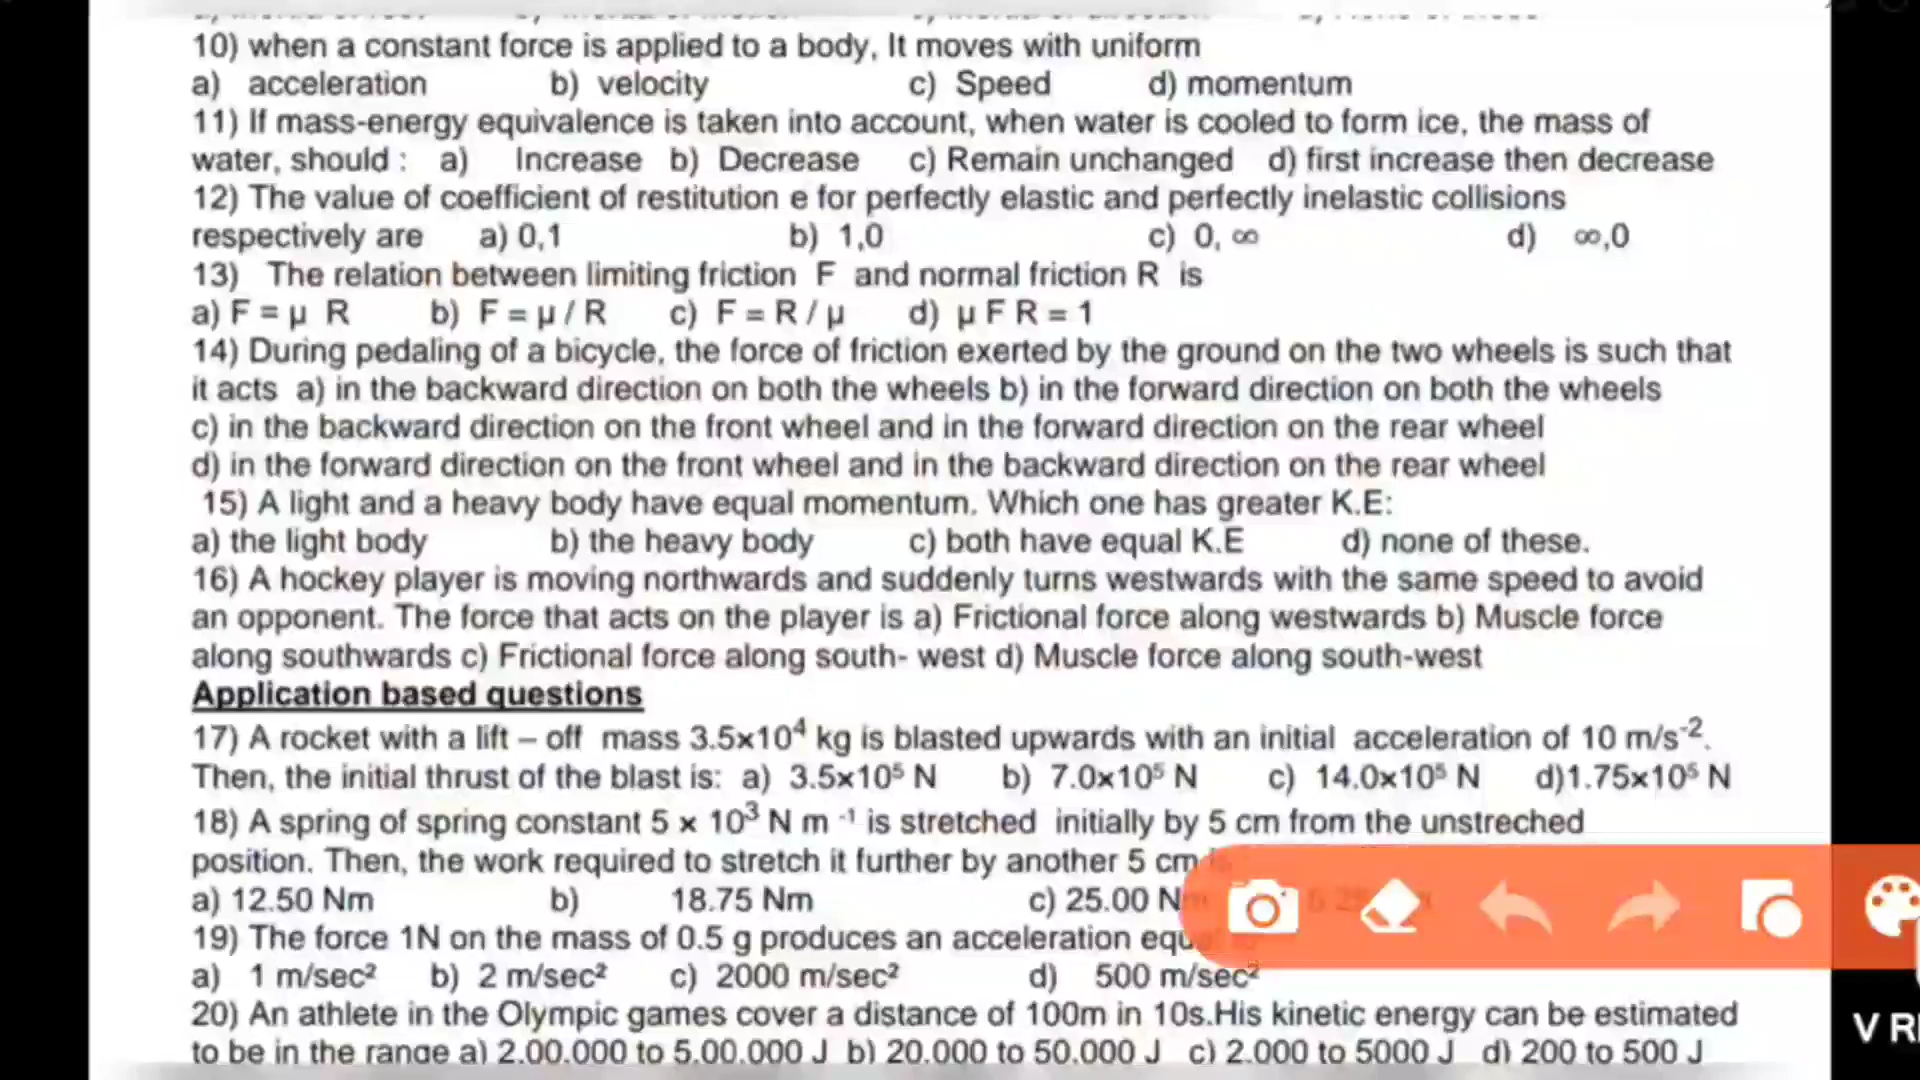 10) when a constant force is applied to a body, It moves with uniform
a) acceleration b) velocity c) Speed d) momentum
11) If mass-energy equivalence is taken into account, when water is cooled to form ice, the mass of
water, should : a) Increase b) Decrease c) Remain unchanged d) first increase then decrease
12) The value of coefficient of restitution e for perfectly elastic and perfectly inelastic collisions
respectively are a) 0,1 b) 1,0 c) 0, ∞ d) ∞,0
13) The relation between limiting friction F and normal friction R is
a) F = μ R b) F = μ / R c) F = R / μ d) μ F R = 1
14) During pedaling of a bicycle, the force of friction exerted by the ground on the two wheels is such that
it acts a) in the backward direction on both the wheels b) in the forward direction on both the wheels
c) in the backward direction on the front wheel and in the forward direction on the rear wheel
d) in the forward direction on the front wheel and in the backward direction on the rear wheel
15) A light and a heavy body have equal momentum. Which one has greater K.E:
a) the light body b) the heavy body c) both have equal K.E d) none of these.
16) A hockey player is moving northwards and suddenly turns westwards with the same speed to avoid
an opponent. The force that acts on the player is a) Frictional force along westwards b) Muscle force
along southwards c) Frictional force along south- west d) Muscle force along south-west
Application based questions
17) A rocket with a lift – off mass 3.5×10⁴ kg is blasted upwards with an initial acceleration of 10 m/s⁻².
Then, the initial thrust of the blast is: a) 3.5×10⁵ N b) 7.0×10⁵ N c) 14.0×10⁵ N d)1.75×10⁵ N
18) A spring of spring constant 5 × 10³ N m ⁻¹ is stretched initially by 5 cm from the unstreched
position. Then, the work required to stretch it further by another 5 cm
a) 12.50 Nm b) 18.75 Nm c) 25.00
19) The force 1N on the mass of 0.5 g produces an acceleration
a) 1 m/sec² b) 2 m/sec² c) 2000 m/sec² d) 500 m/sec²
20) An athlete in the Olympic games cover a distance of 100m in 10s.His kinetic energy can be estimated
to be in the range a) 2,00,000 to 5,00,000 J b) 20,000 to 50,000 J c) 2,000 to 5000 J d) 200 to 500 J